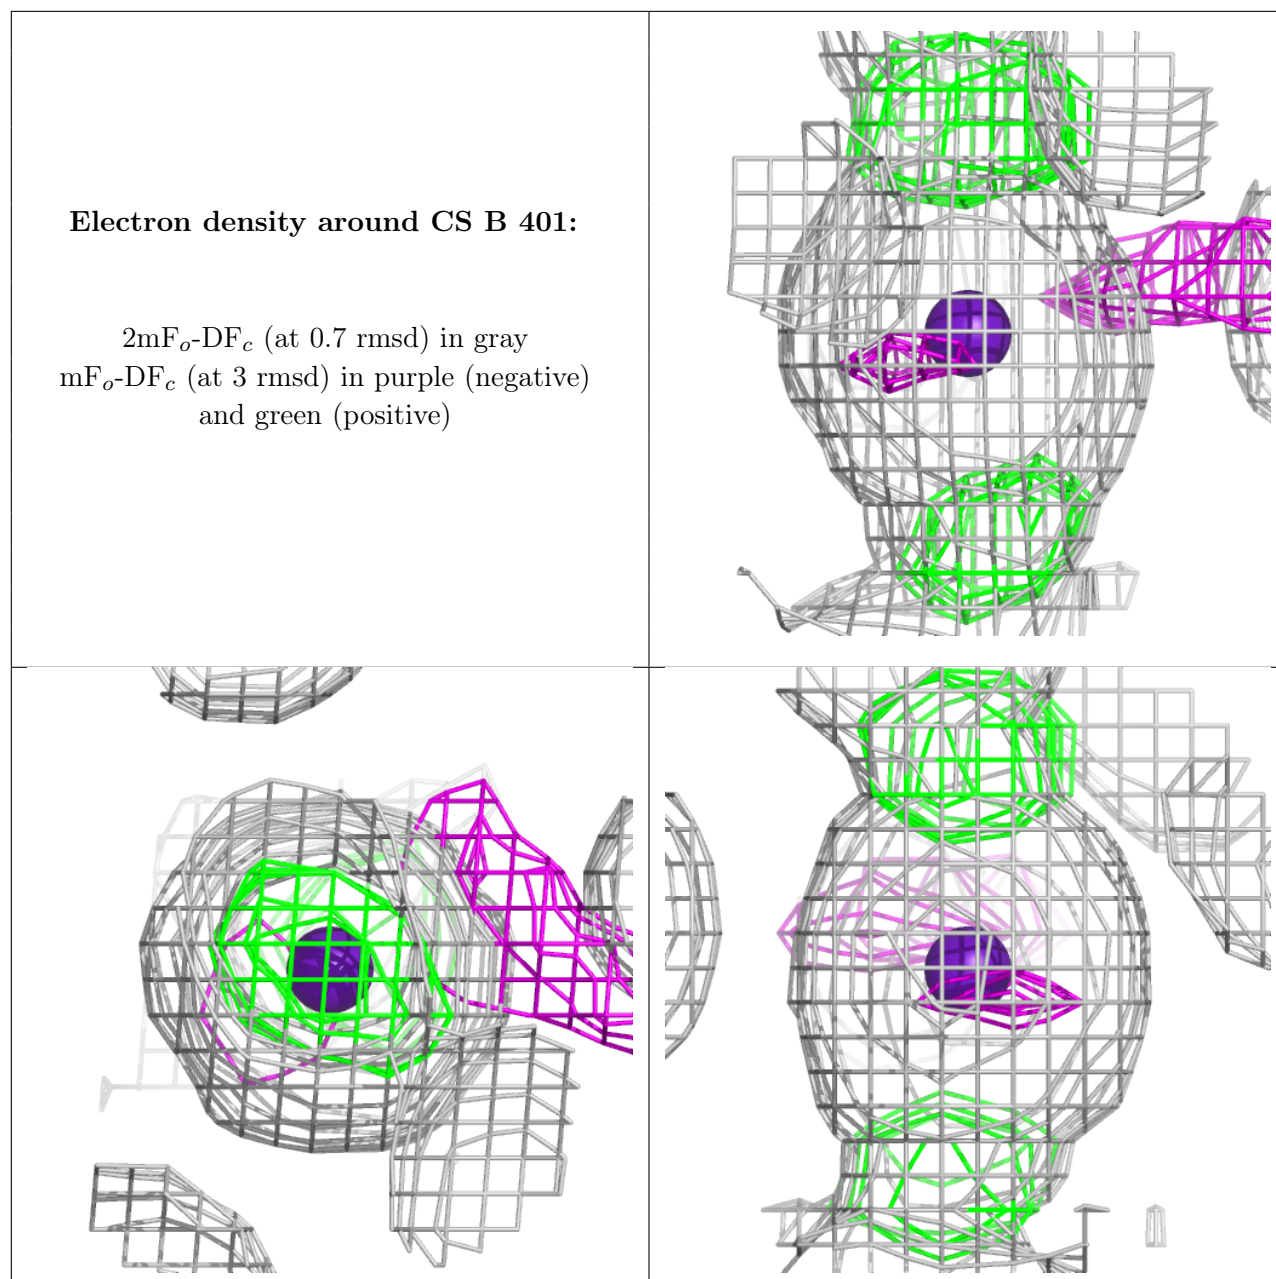 Electron density around CS B 401:
2mFo-DFc (at 0.7 rmsd) in gray
mFo-DFc (at 3 rmsd) in purple (negative)
and green (positive)